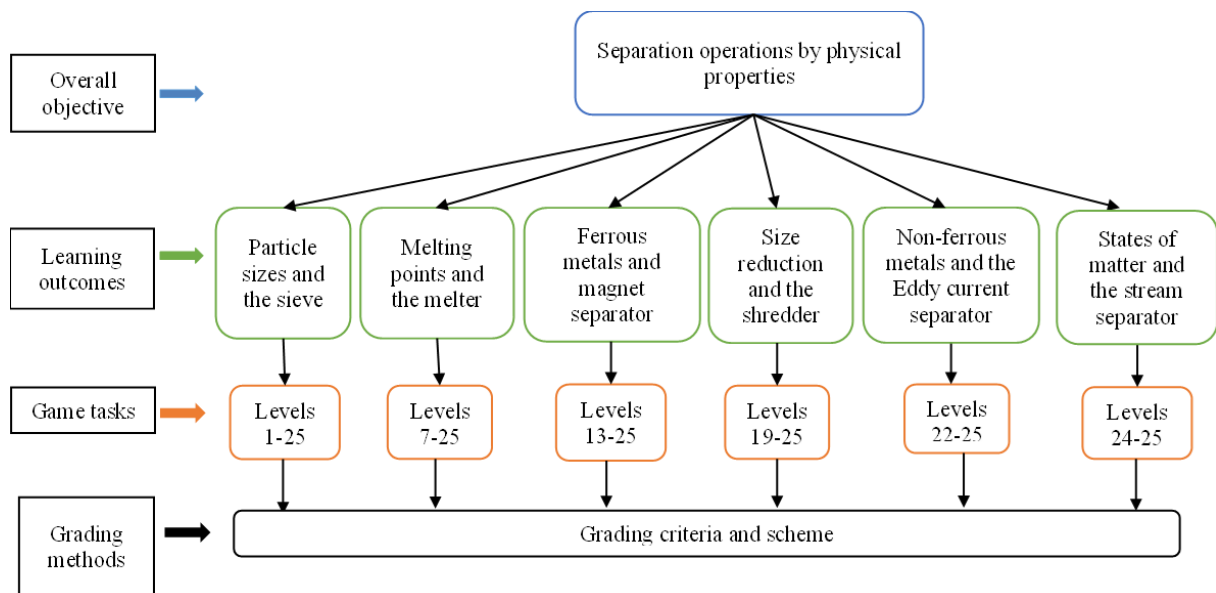 Overall
objective
Separation operations by physical
properties
Learning
outcomes
Particle
sizes and
the sieve
Melting
points and
the melter
Ferrous
metals and
magnet
separator
Size
reduction
and the
shredder
Non-ferrous
metals and the
Eddy current
separator
States of
matter and
the stream
separator
Game tasks
Levels
1-25
Levels
7-25
Levels
13-25
Levels
19-25
Levels
22-25
Levels
24-25
Grading
methods
Grading criteria and scheme